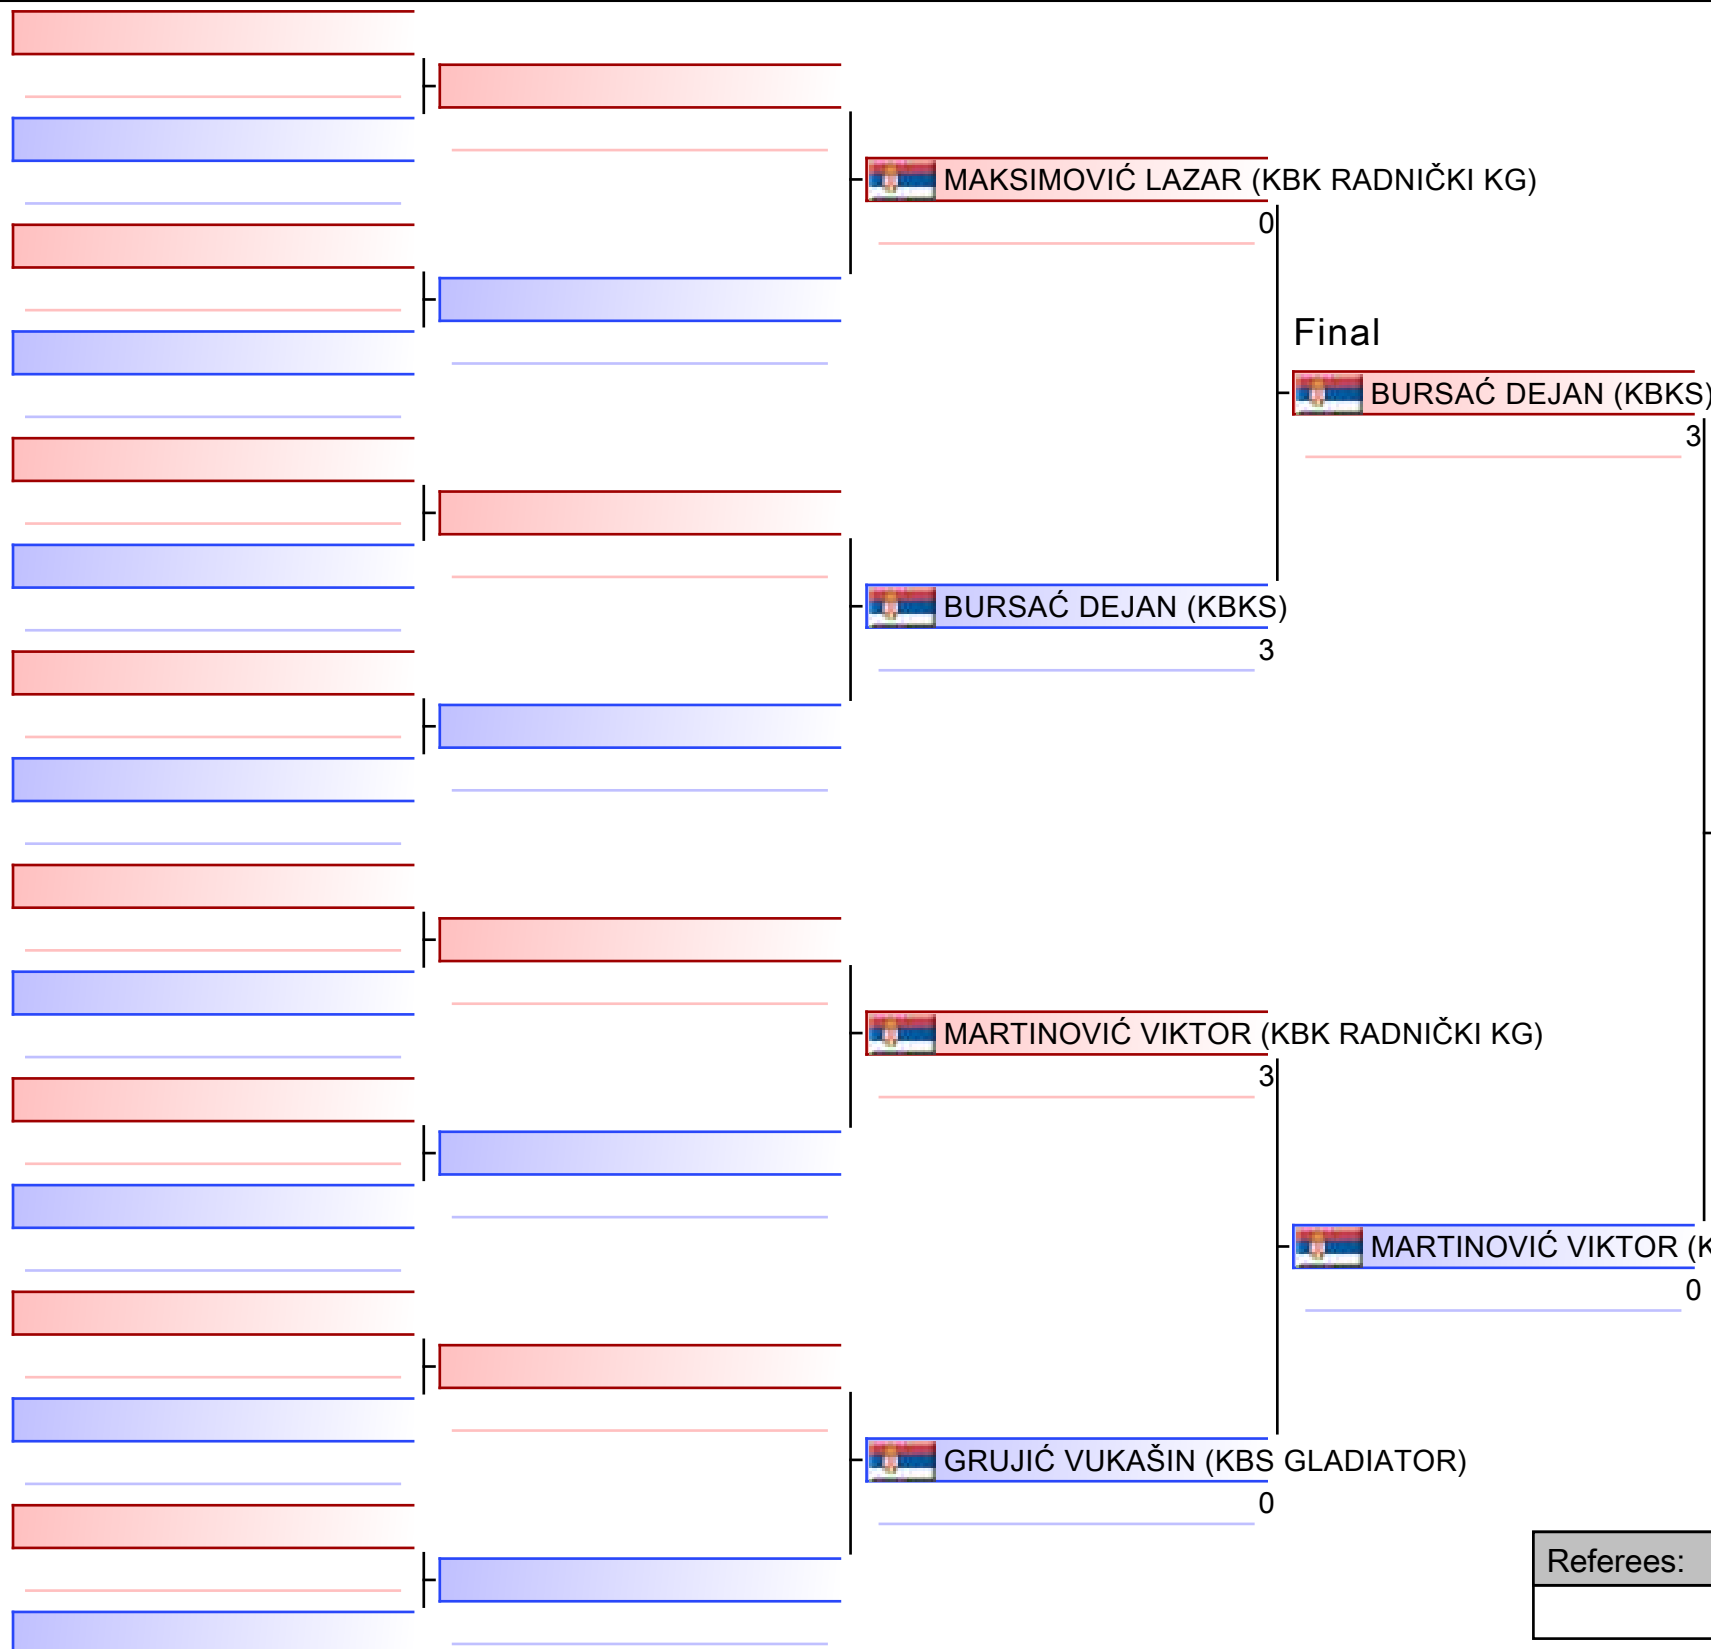 MAKSIMOVIĆ LAZAR (KBK RADNIČKI KG)
0
Final
BURSAĆ DEJAN (KBKS)
3
BURSAĆ DEJAN (KBKS)
3
MARTINOVIĆ VIKTOR (KBK RADNIČKI KG)
3
MARTINOVIĆ VIKTOR (K
0
GRUJIĆ VUKAŠIN (KBS GLADIATOR)
0
Referees: